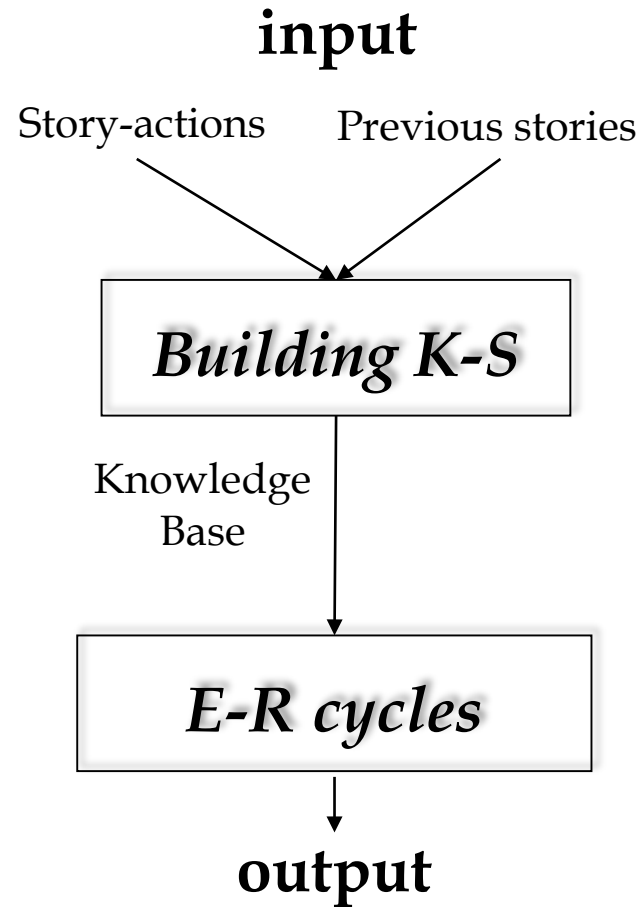 input
Story-actions
Previous stories
Building K-S
Knowledge
Base
E-R cycles
output